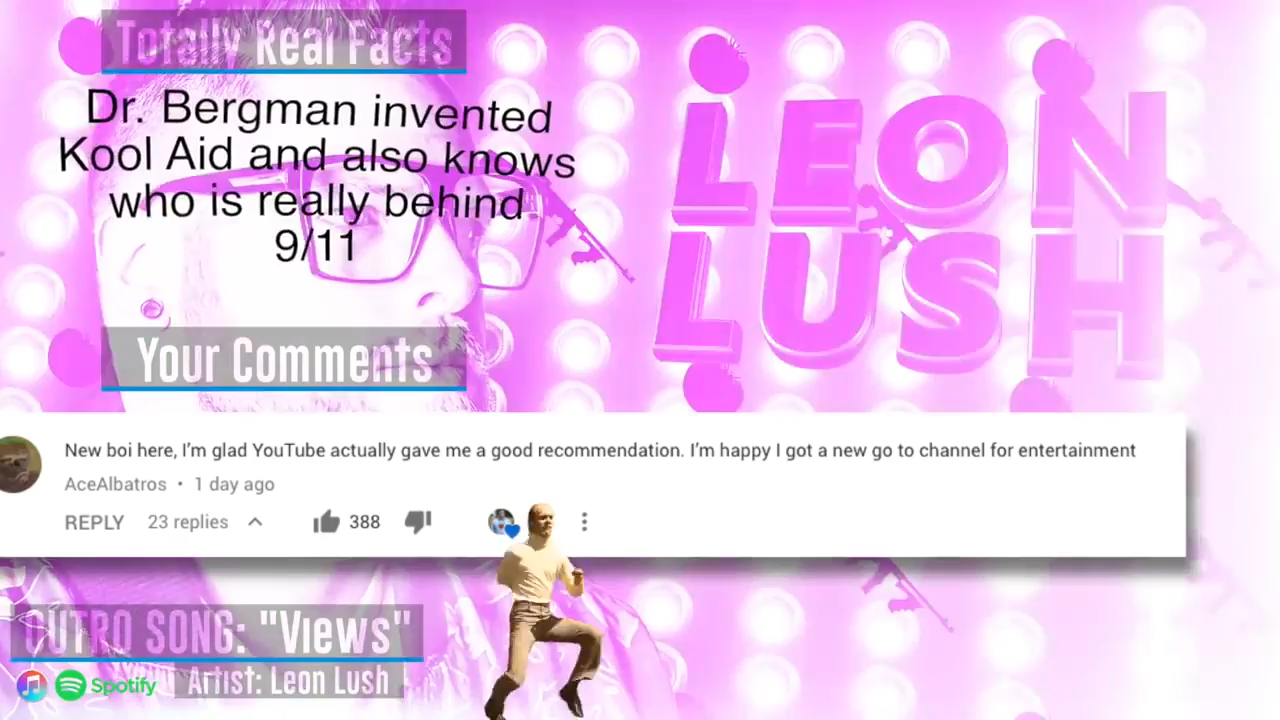 Totally Real Facts
Dr. Bergman invented
Kool Aid and also knows
who is really behind
9/11
LEON
LUSH
Your Comments
New boi here, I'm glad YouTube actually gave me a good recommendation. I'm happy I got a new go to channel for entertainment
AceAlbatros • 1 day ago
REPLY 23 replies 388
OUTRO SONG: "Views"
Spotify Artist: Leon Lush